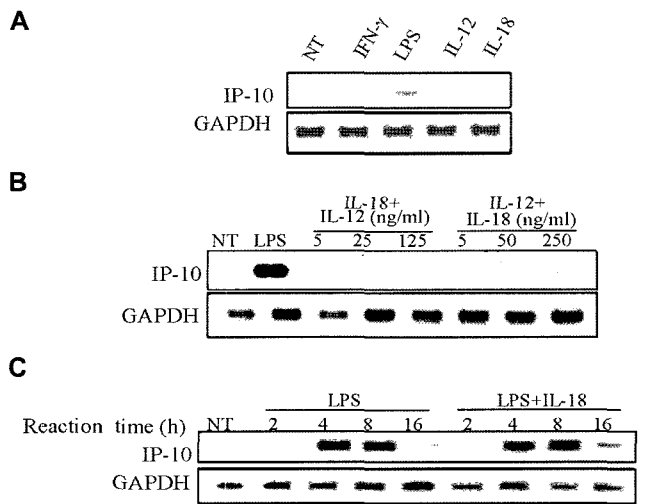 A
NT IFN-γ LPS IL-12 IL-18
IP-10
GAPDH
B
IL-18+ IL-12+
IL-12 (ng/ml) IL-18 (ng/ml)
NT LPS 5 25 125 5 50 250
IP-10
GAPDH
C
LPS LPS+IL-18
Reaction time (h) NT 2 4 8 16 2 4 8 16
IP-10
GAPDH